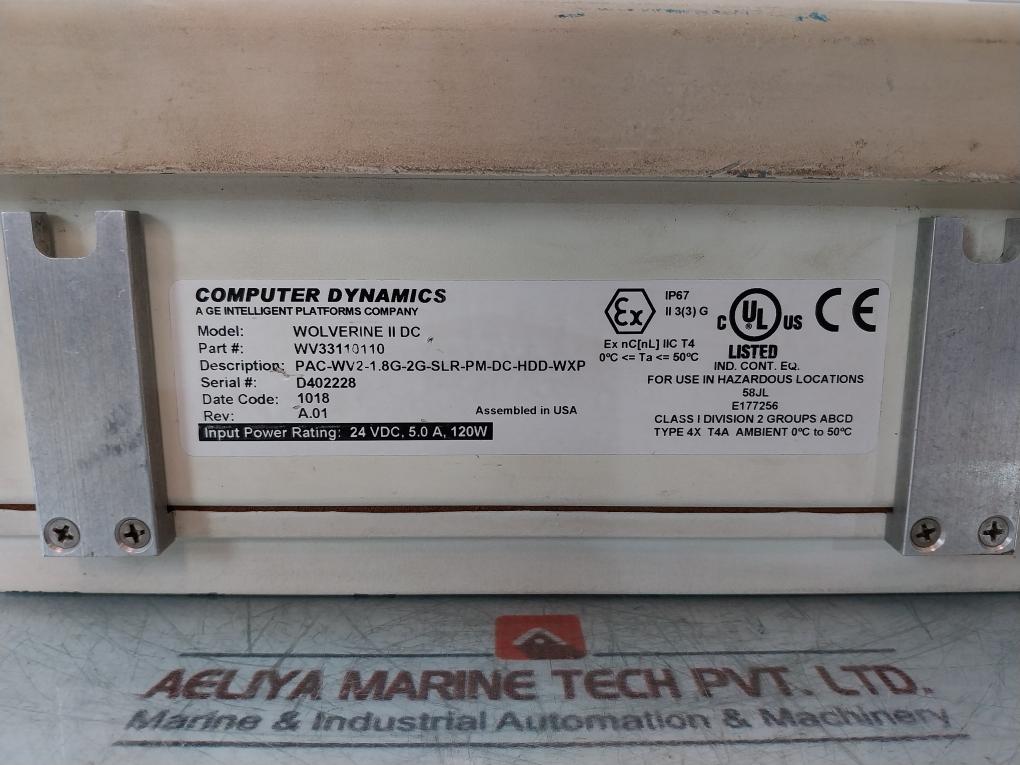 COMPUTER DYNAMICS
A GE INTELLIGENT PLATFORMS COMPANY
Model: WOLVERINE II DC
Part #: WV33110110
Description: PAC-WV2-1.8G-2G-SLR-PM-DC-HDD-WXP
Serial #: D402228
Date Code: 1018
Rev: A.01
Assembled in USA
Input Power Rating: 24 VDC, 5.0 A, 120W
Ex
IP67
II 3(3) G
Ex nC[nL] IIC T4
0ºC <= Ta <= 50ºC
C UL ® US
LISTED
CE
IND. CONT. EQ.
FOR USE IN HAZARDOUS LOCATIONS
58JL
E177256
CLASS I DIVISION 2 GROUPS ABCD
TYPE 4X T4A AMBIENT 0ºC to 50ºC
AELIYA MARINE TECH PVT. LTD.
Marine & Industrial Automation & Machinery